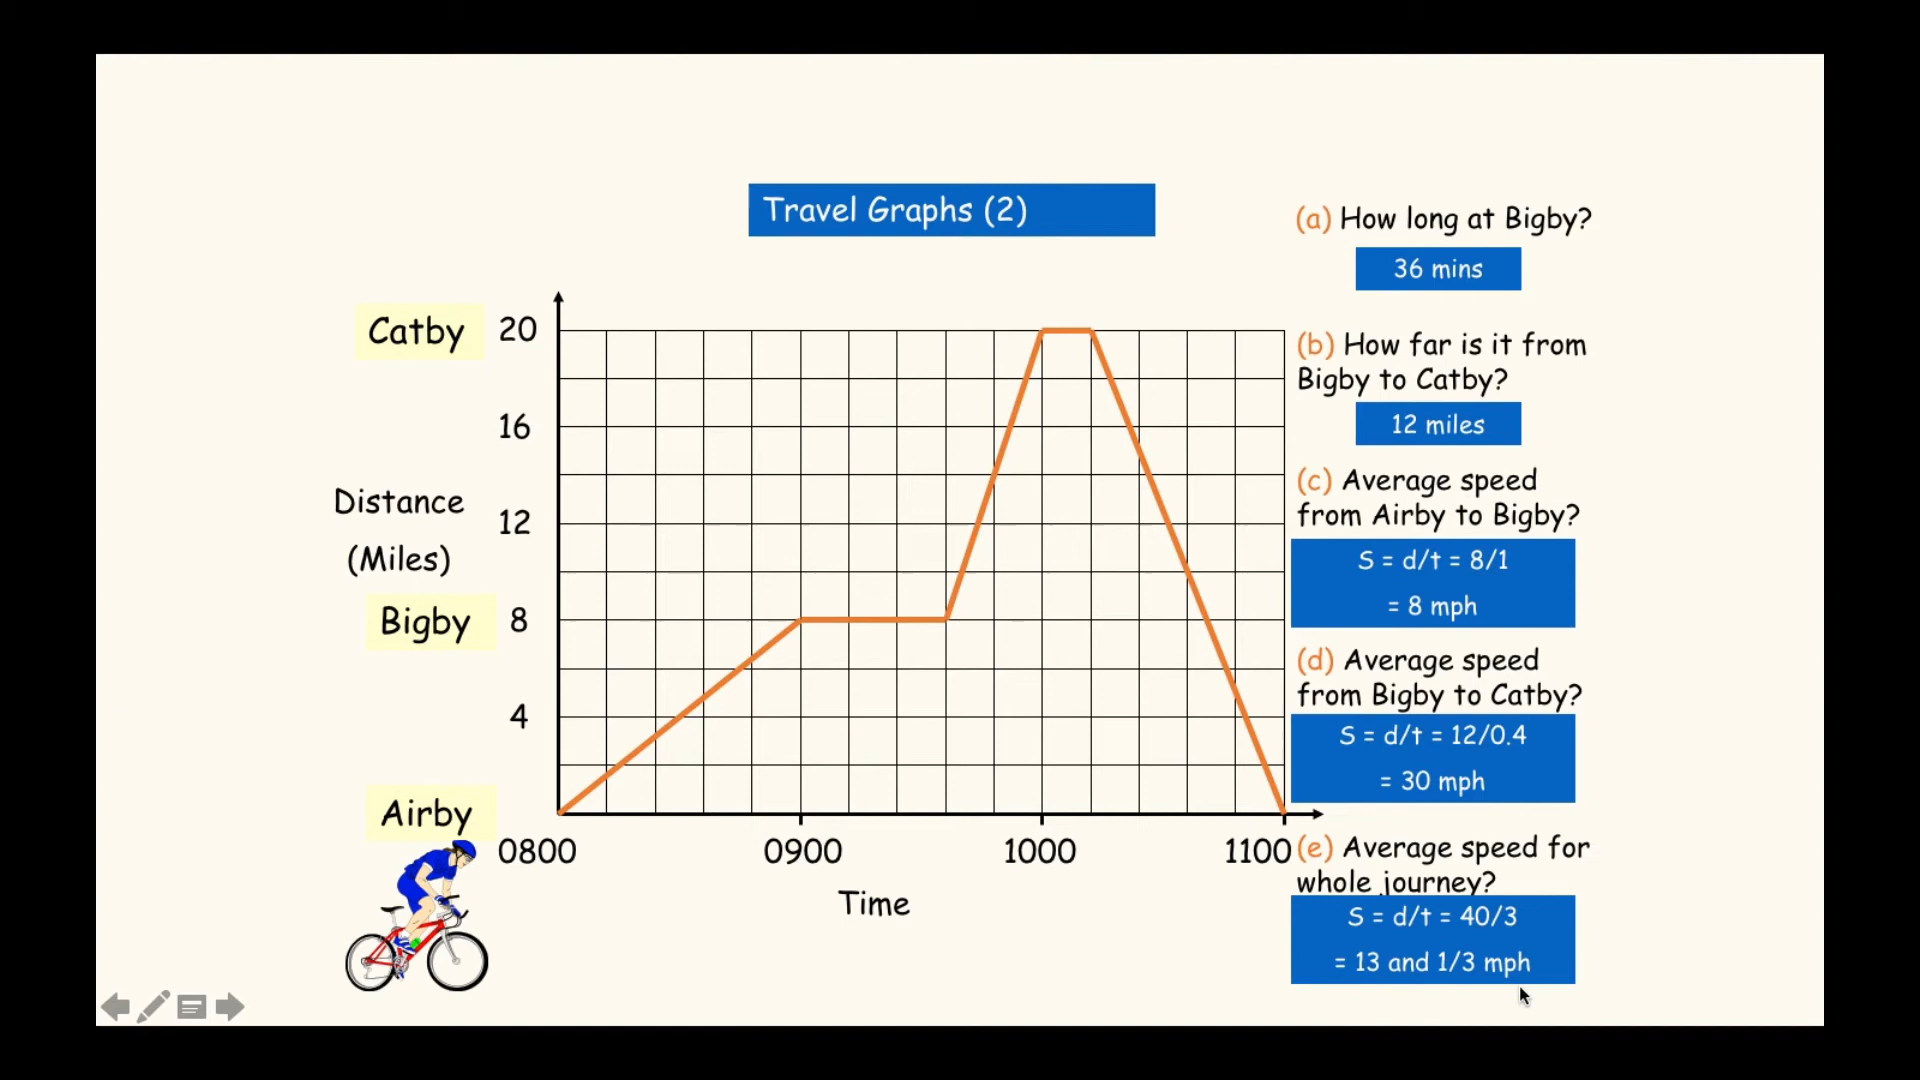 Travel Graphs (2)
Catby 20
16
Distance
12
(Miles)
Bigby 8
4
Airby
0800 0900 1000 1100
Time
(a) How long at Bigby?
36 mins
(b) How far is it from
Bigby to Catby?
12 miles
(c) Average speed
from Airby to Bigby?
S = d/t = 8/1
= 8 mph
(d) Average speed
from Bigby to Catby?
S = d/t = 12/0.4
= 30 mph
(e) Average speed for
whole journey?
S = d/t = 40/3
= 13 and 1/3 mph